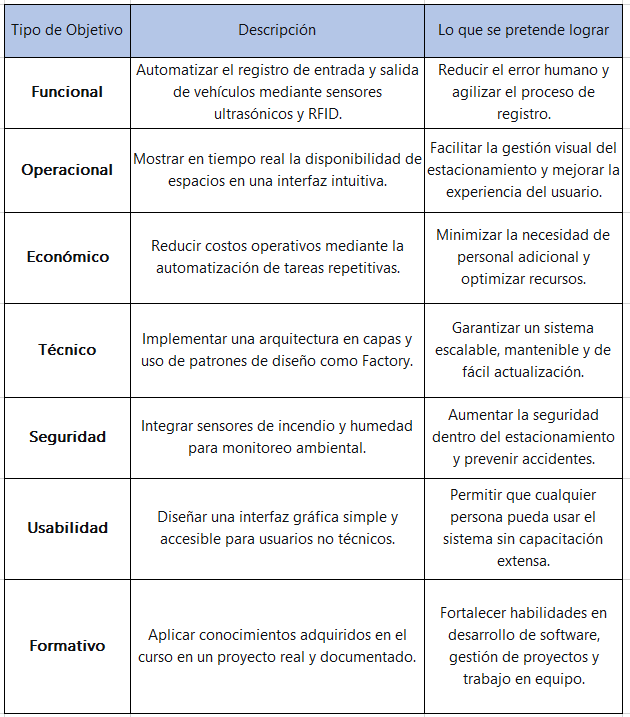 Tipo de Objetivo Descripción Lo que se pretende lograr
Funcional
Automatizar el registro de entrada y salida
de vehículos mediante sensores
ultrasónicos y RFID.
Reducir el error humano y
agilizar el proceso de
registro.
Operacional
Mostrar en tiempo real la disponibilidad de
espacios en una interfaz intuitiva.
Facilitar la gestión visual del
estacionamiento y mejorar la
experiencia del usuario.
Económico
Reducir costos operativos mediante la
automatización de tareas repetitivas.
Minimizar la necesidad de
personal adicional y
optimizar recursos.
Técnico
Implementar una arquitectura en capas y
uso de patrones de diseño como Factory.
Garantizar un sistema
escalable, mantenible y de
fácil actualización.
Seguridad
Integrar sensores de incendio y humedad
para monitoreo ambiental.
Aumentar la seguridad
dentro del estacionamiento
y prevenir accidentes.
Usabilidad
Diseñar una interfaz gráfica simple y
accesible para usuarios no técnicos.
Permitir que cualquier
persona pueda usar el
sistema sin capacitación
extensa.
Formativo
Aplicar conocimientos adquiridos en el
curso en un proyecto real y documentado.
Fortalecer habilidades en
desarrollo de software,
gestión de proyectos y
trabajo en equipo.